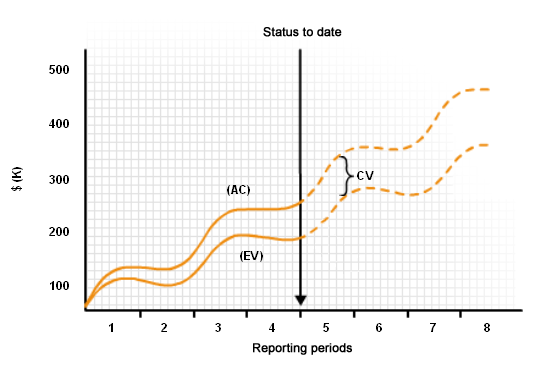 Status to date
500
400
300
200
100
$ (K)
(AC)
(EV)
CV
1 2 3 4 5 6 7 8
Reporting periods